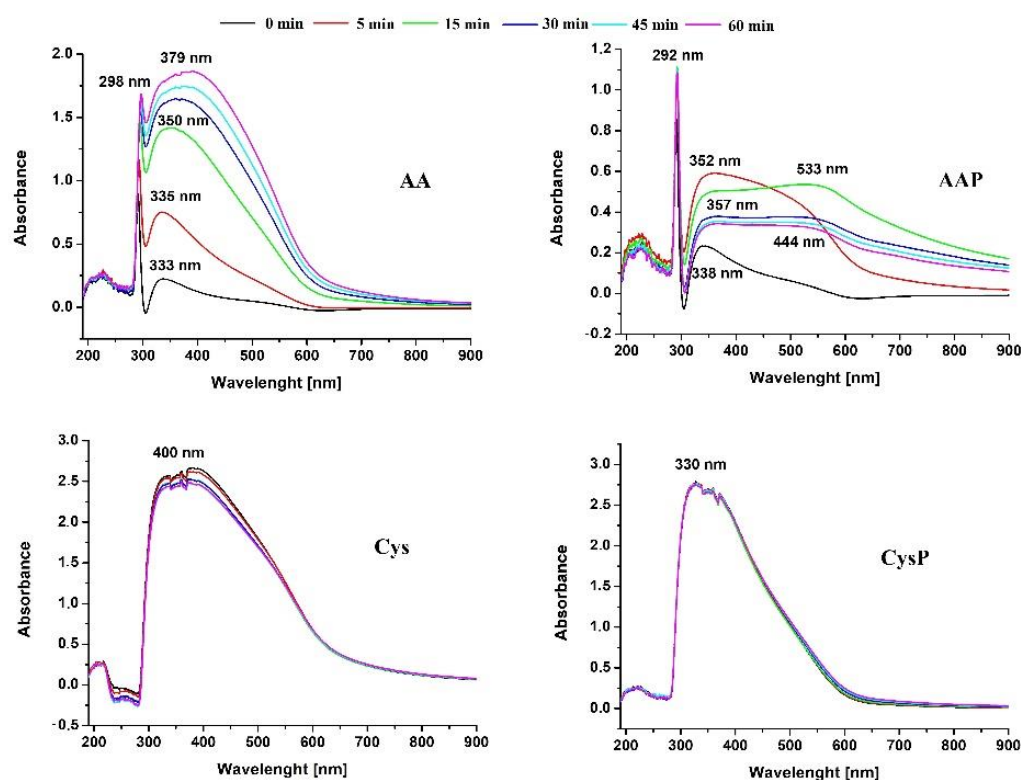 0 min 5 min 15 min 30 min 45 min 60 min
2.0
1.5
1.0
0.5
0.0
Absorbance
298 nm
379 nm
350 nm
335 nm
333 nm
AA
200 300 400 500 600 700 800 900
Wavelenght [nm]
1.2
1.0
0.8
0.6
0.4
0.2
0.0
-0.2
Absorbance
292 nm
352 nm
533 nm
357 nm
444 nm
338 nm
AAP
200 300 400 500 600 700 800 900
Wavelenght [nm]
3.0
2.5
2.0
1.5
1.0
0.5
0.0
-0.5
Absorbance
400 nm
Cys
200 300 400 500 600 700 800 900
Wavelenght [nm]
3.0
2.5
2.0
1.5
1.0
0.5
0.0
Absorbance
330 nm
CysP
200 300 400 500 600 700 800 900
Wavelenght [nm]